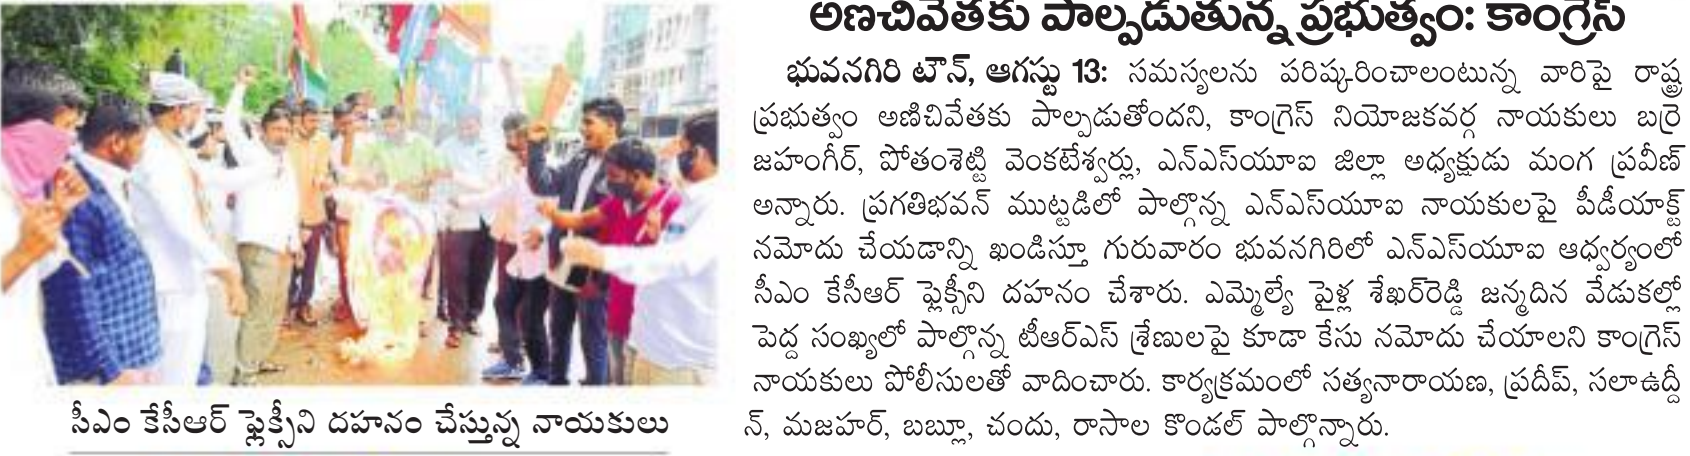 అణచివేతకు పాల్పడుతున్న ప్రభుత్వం: కాంగ్రెస్
భువనగిరి టౌన్, ఆగస్టు 13: సమస్యలను పరిష్కరించాలంటున్న వారిపై రాష్ట్ర
ప్రభుత్వం అణిచివేతకు పాల్పడుతోందని, కాంగ్రెస్ నియోజకవర్గ నాయకులు బర్రె
జహంగీర్, పోతంశెట్టి వెంకటేశ్వర్లు, ఎన్ఎస్‌యూఐ జిల్లా అధ్యక్షుడు మంగ ప్రవీణ్
అన్నారు. ప్రగతిభవన్ ముట్టడిలో పాల్గొన్న ఎన్ఎస్‌యూఐ నాయకులపై పీడీయాక్ట్
నమోదు చేయడాన్ని ఖండిస్తూ గురువారం భువనగిరిలో ఎన్ఎస్‌యూఐ ఆధ్వర్యంలో
సీఎం కేసీఆర్ ఫ్లెక్సీని దహనం చేశారు. ఎమ్మెల్యే పైళ్ల శేఖర్‌రెడ్డి జన్మదిన వేడుకల్లో
పెద్ద సంఖ్యలో పాల్గొన్న టీఆర్ఎస్ శ్రేణులపై కూడా కేసు నమోదు చేయాలని కాంగ్రెస్
నాయకులు పోలీసులతో వాదించారు. కార్యక్రమంలో సత్యనారాయణ, ప్రదీప్, సలాఉద్దీ
న్, మజహర్, బబ్లూ, చందు, రాసాల కొండల్ పాల్గొన్నారు.
సీఎం కేసీఆర్ ఫ్లెక్సీని దహనం చేస్తున్న నాయకులు